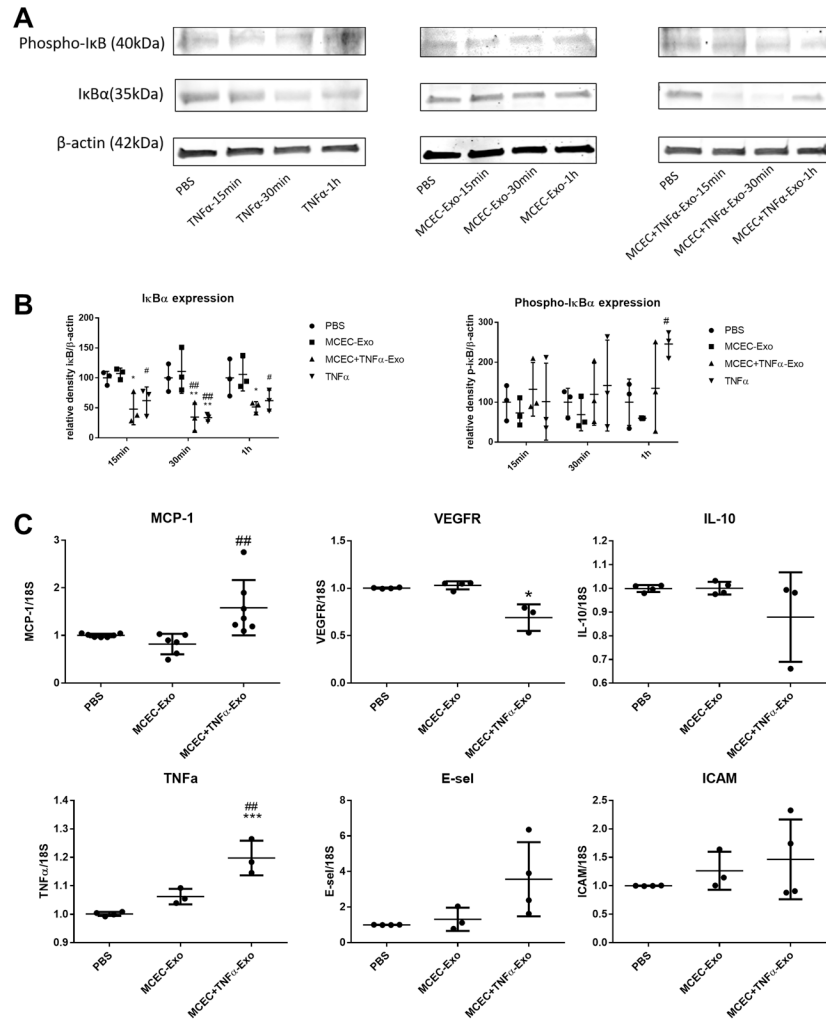 A
Phospho-IκB (40kDa)
IκBα(35kDa)
β-actin (42kDa)
PBS
TNFα-15min
TNFα-30min
TNFα-1h
PBS
MCEC-Exo-15min
MCEC-Exo-30min
MCEC-Exo-1h
PBS
MCEC+TNFα-Exo-15min
MCEC+TNFα-Exo-30min
MCEC+TNFα-Exo-1h
B
IκBα expression
relative density IκB/β-actin
200
150
100
50
0
* # ## ** ## ** * #
15min
30min
1h
PBS
MCEC-Exo
MCEC+TNFα-Exo
TNFα
Phospho-IκBα expression
relative density p-IκB/β-actin
300
200
100
0
#
15min
30min
1h
PBS
MCEC-Exo
MCEC+TNFα-Exo
TNFα
C
MCP-1
MCP-1/18S
3
2
1
0
##
PBS
MCEC-Exo
MCEC+TNFα-Exo
VEGFR
VEGFR/18S
1.5
1.0
0.5
0.0
*
PBS
MCEC-Exo
MCEC+TNFα-Exo
IL-10
IL-10/18S
1.2
1.1
1.0
0.9
0.8
0.7
0.6
PBS
MCEC-Exo
MCEC+TNFα-Exo
TNFa
TNFα/18S
1.4
1.3
1.2
1.1
1.0
0.9
##
***
PBS
MCEC-Exo
MCEC+TNFα-Exo
E-sel
E-sel/18S
8
6
4
2
0
PBS
MCEC-Exo
MCEC+TNFα-Exo
ICAM
ICAM/18S
2.5
2.0
1.5
1.0
0.5
0.0
PBS
MCEC-Exo
MCEC+TNFα-Exo